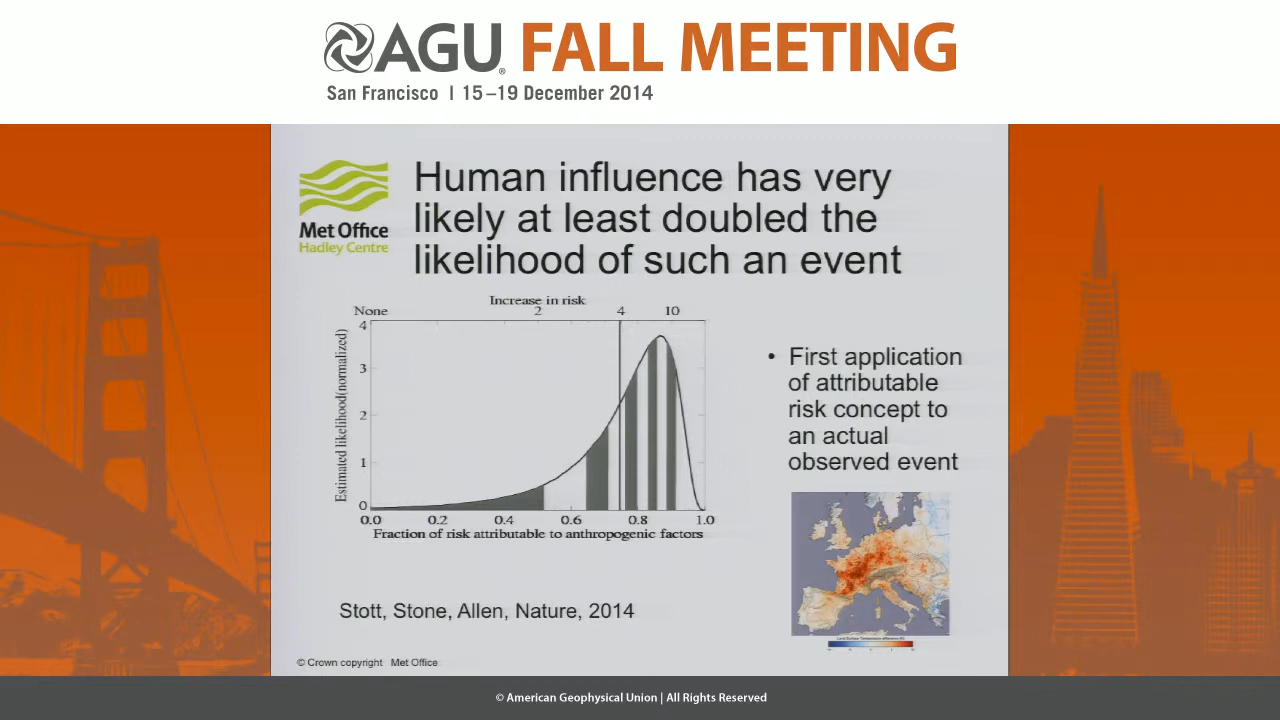 AGU® FALL MEETING
San Francisco | 15–19 December 2014
Met Office
Hadley Centre
Human influence has very
likely at least doubled the
likelihood of such an event
Increase in risk
None 2 4 10
Estimated likelihood(normalized)
4
3
2
1
0
0.0 0.2 0.4 0.6 0.8 1.0
Fraction of risk attributable to anthropogenic factors
• First application
of attributable
risk concept to
an actual
observed event
Stott, Stone, Allen, Nature, 2014
© Crown copyright Met Office
© American Geophysical Union | All Rights Reserved